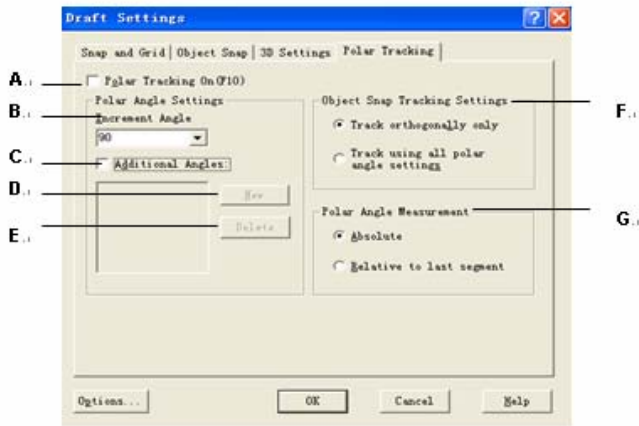 Draft Settings
Snap and Grid Object Snap 3D Settings Polar Tracking
A. Polar Tracking On (F10)
Polar Angle Settings Object Snap Tracking Settings F.
B. Increment Angle
90 Track orthogonally only
C. Additional Angles: Track using all polar angle settings
D. New
Polar Angle Measurement G.
E. Delete Absolute
Relative to last segment
Options... OK Cancel Help